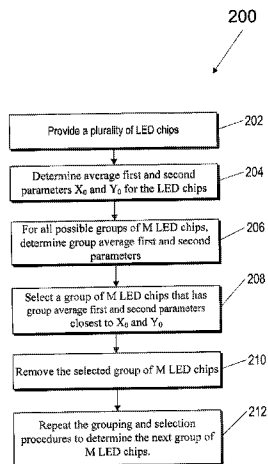 200
Provide a plurality of LED chips
202
Determine average first and second
parameters X₀ and Y₀ for the LED chips
204
For all possible groups of M LED chips,
determine group average first and second
parameters
206
Select a group of M LED chips that has
group average first and second parameters
closest to X₀ and Y₀
208
Remove the selected group of M LED chips
210
Repeat the grouping and selection
procedures to determine the next group of
M LED chips.
212